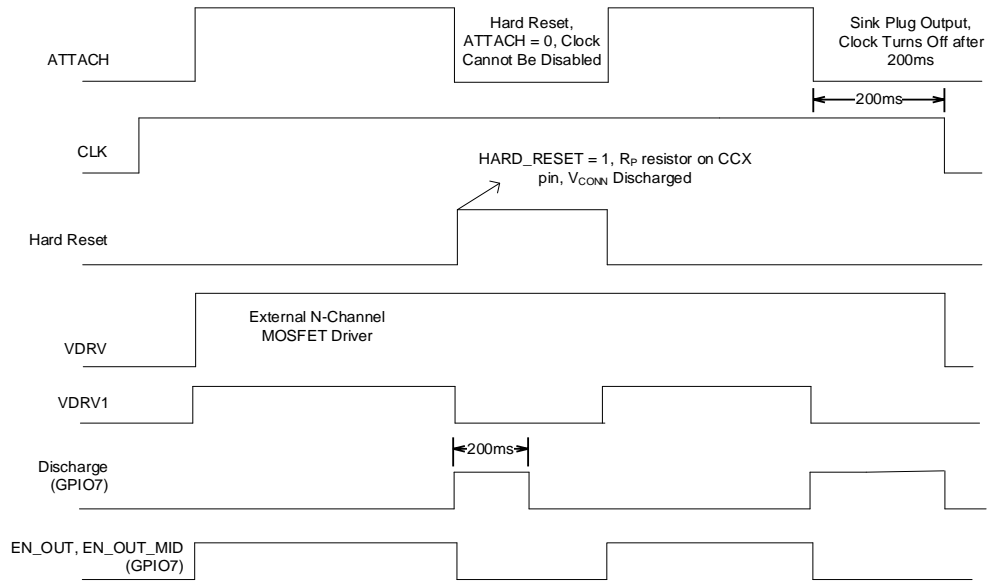 Hard Reset,
ATTACH = 0, Clock
Cannot Be Disabled
Sink Plug Output,
Clock Turns Off after
200ms
ATTACH
200ms
CLK
HARD_RESET = 1, RP resistor on CCX
pin, VCONN Discharged
Hard Reset
External N-Channel
MOSFET Driver
VDRV
VDRV1
200ms
Discharge
(GPIO7)
EN_OUT, EN_OUT_MID
(GPIO7)